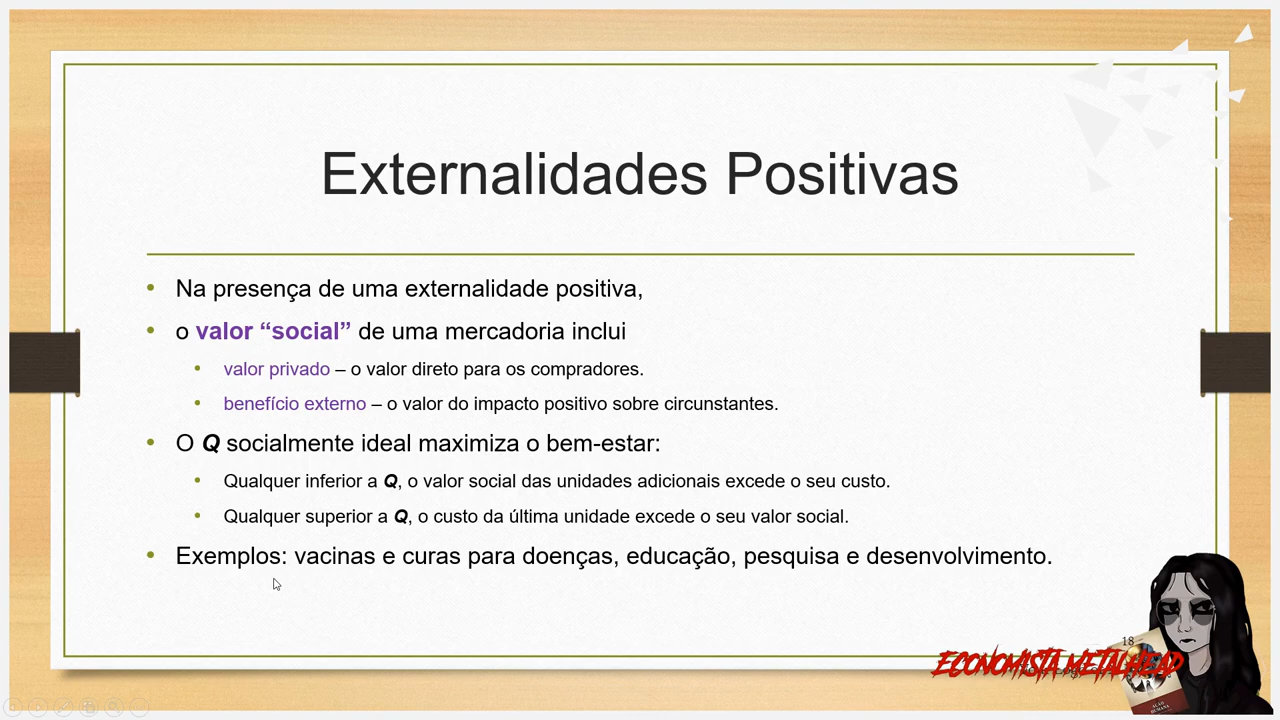 Externalidades Positivas
• Na presença de uma externalidade positiva,
• o valor “social” de uma mercadoria inclui
• valor privado – o valor direto para os compradores.
• benefício externo – o valor do impacto positivo sobre circunstantes.
• O Q socialmente ideal maximiza o bem-estar:
• Qualquer inferior a Q, o valor social das unidades adicionais excede o seu custo.
• Qualquer superior a Q, o custo da última unidade excede o seu valor social.
• Exemplos: vacinas e curas para doenças, educação, pesquisa e desenvolvimento.
18
ECONOMISTA METALHEAD
AÇÃO
HUMANA